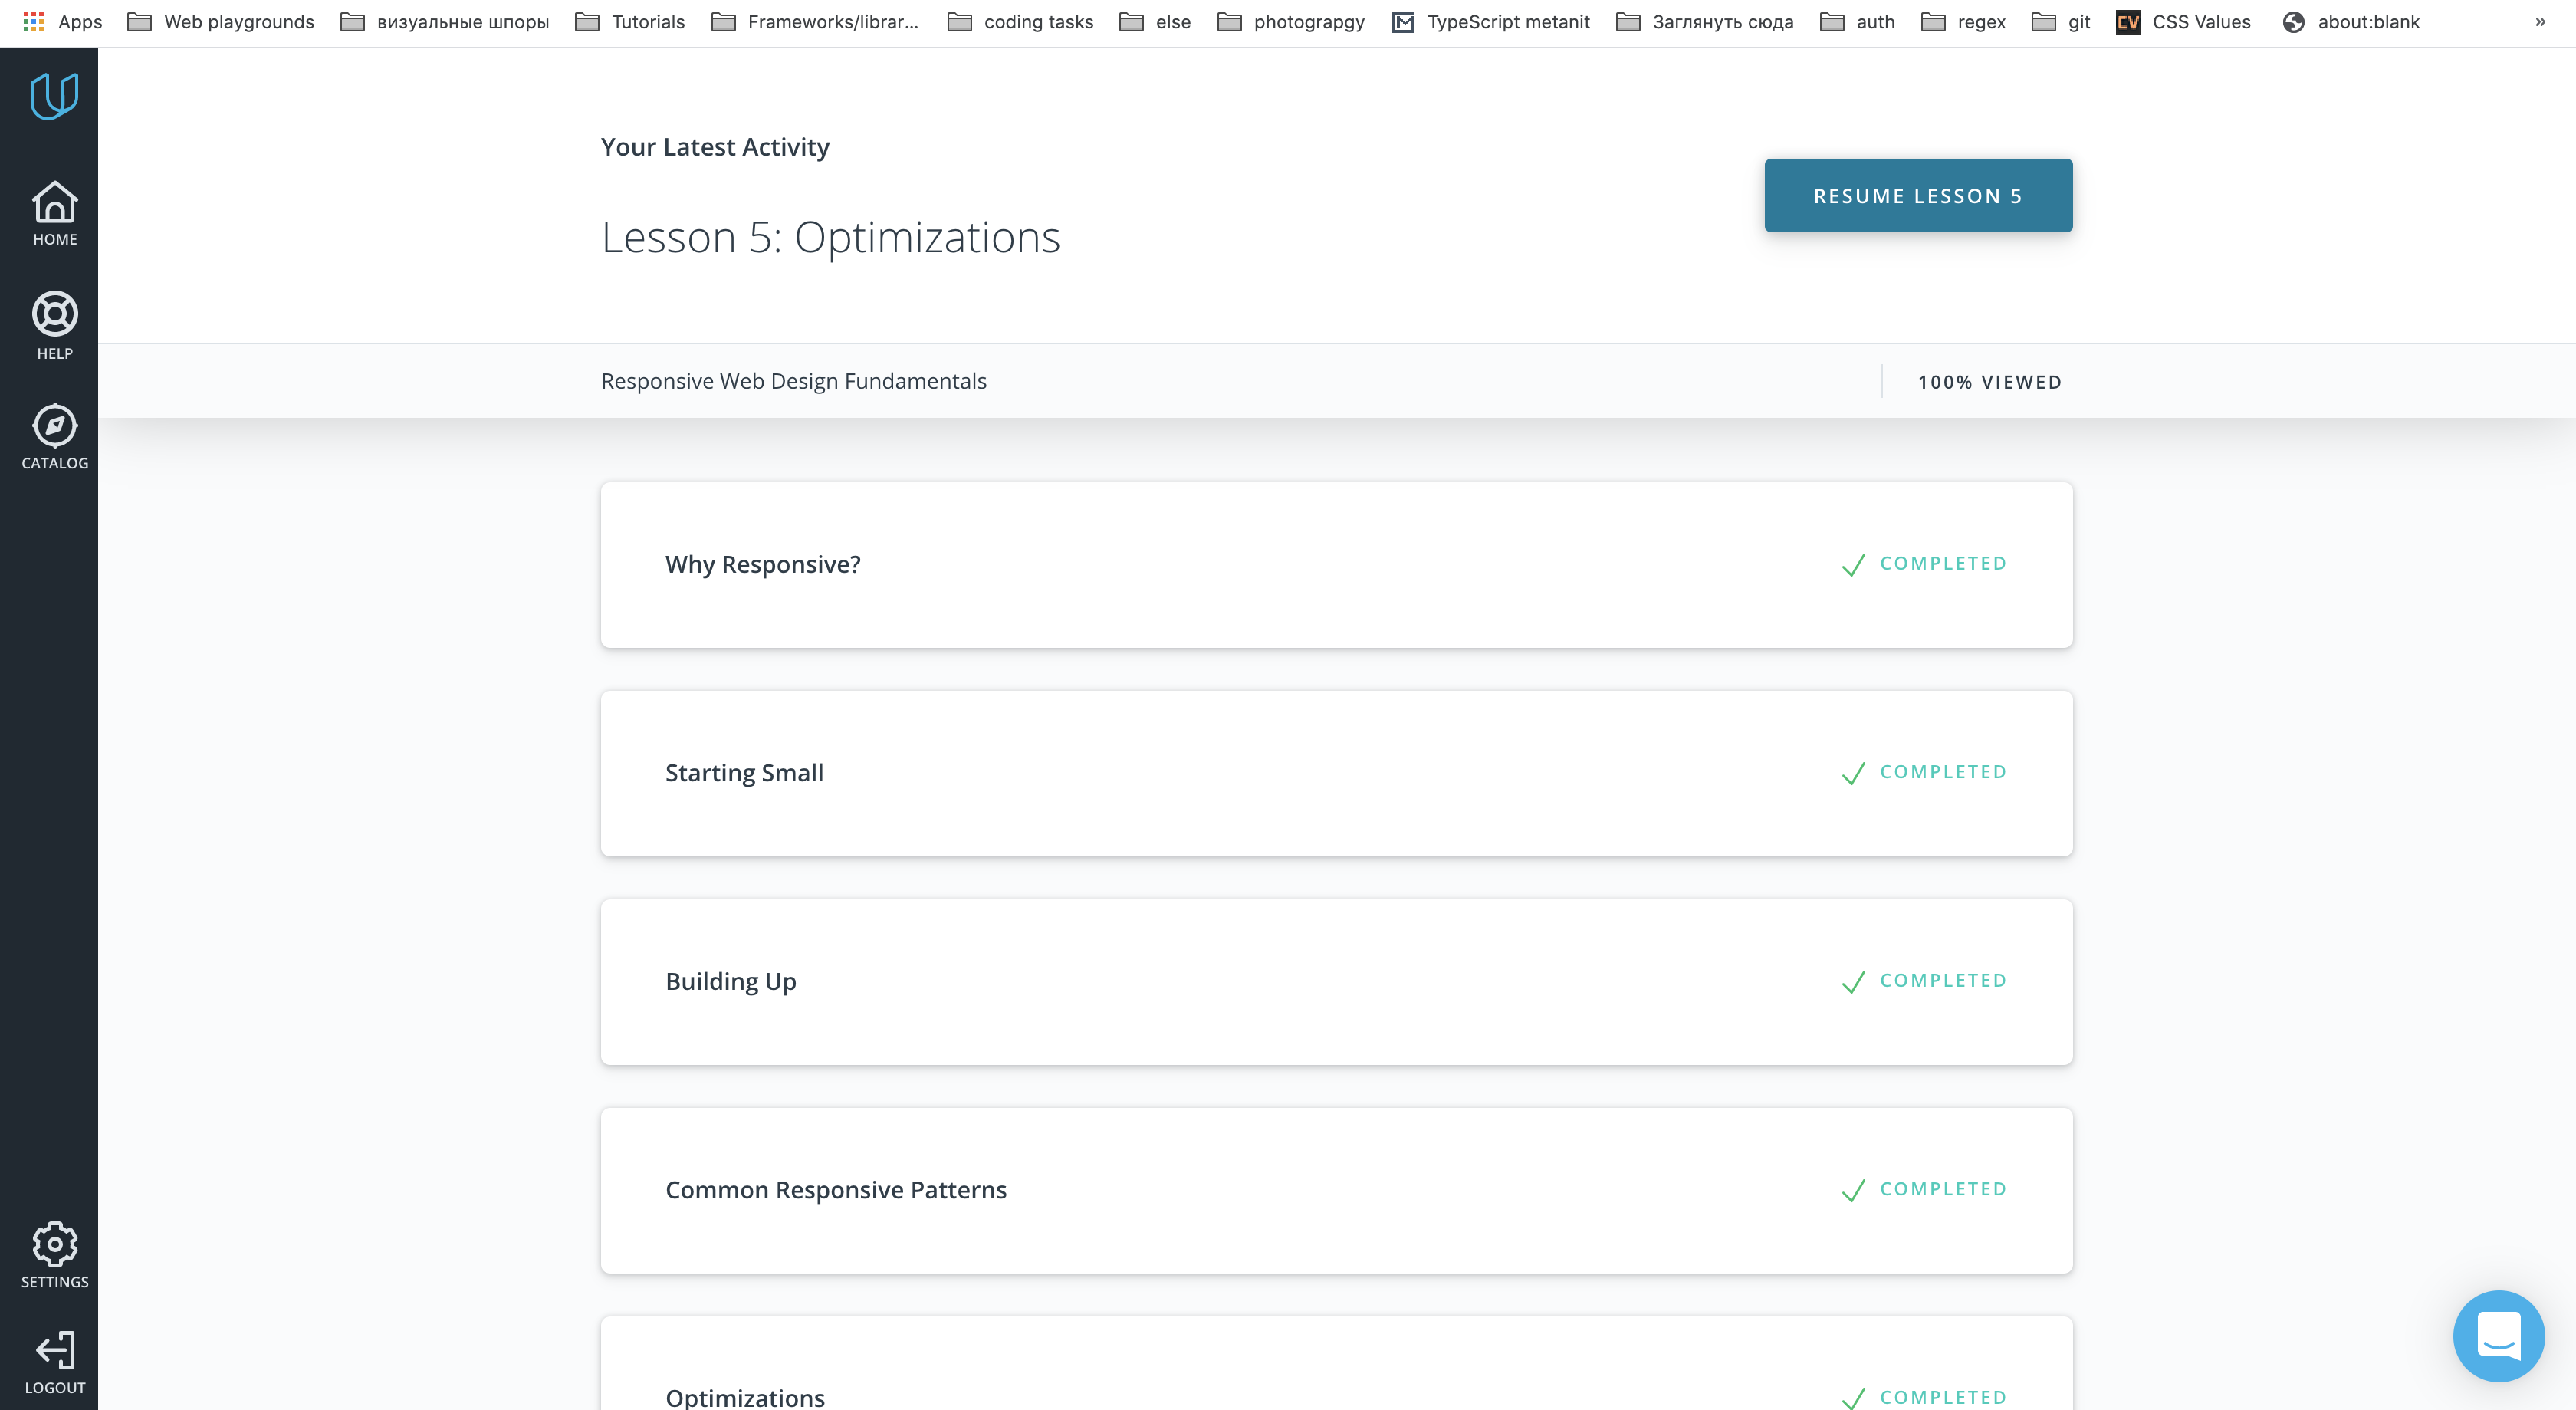 Apps Web playgrounds визуальные шпоры Tutorials Frameworks/librar... coding tasks else photograpgy TypeScript metanit Заглянуть сюда auth regex git CV CSS Values about:blank »
HOME
HELP
CATALOG
SETTINGS
LOGOUT
Your Latest Activity
Lesson 5: Optimizations
RESUME LESSON 5
Responsive Web Design Fundamentals 100% VIEWED
Why Responsive? COMPLETED
Starting Small COMPLETED
Building Up COMPLETED
Common Responsive Patterns COMPLETED
Optimizations COMPLETED